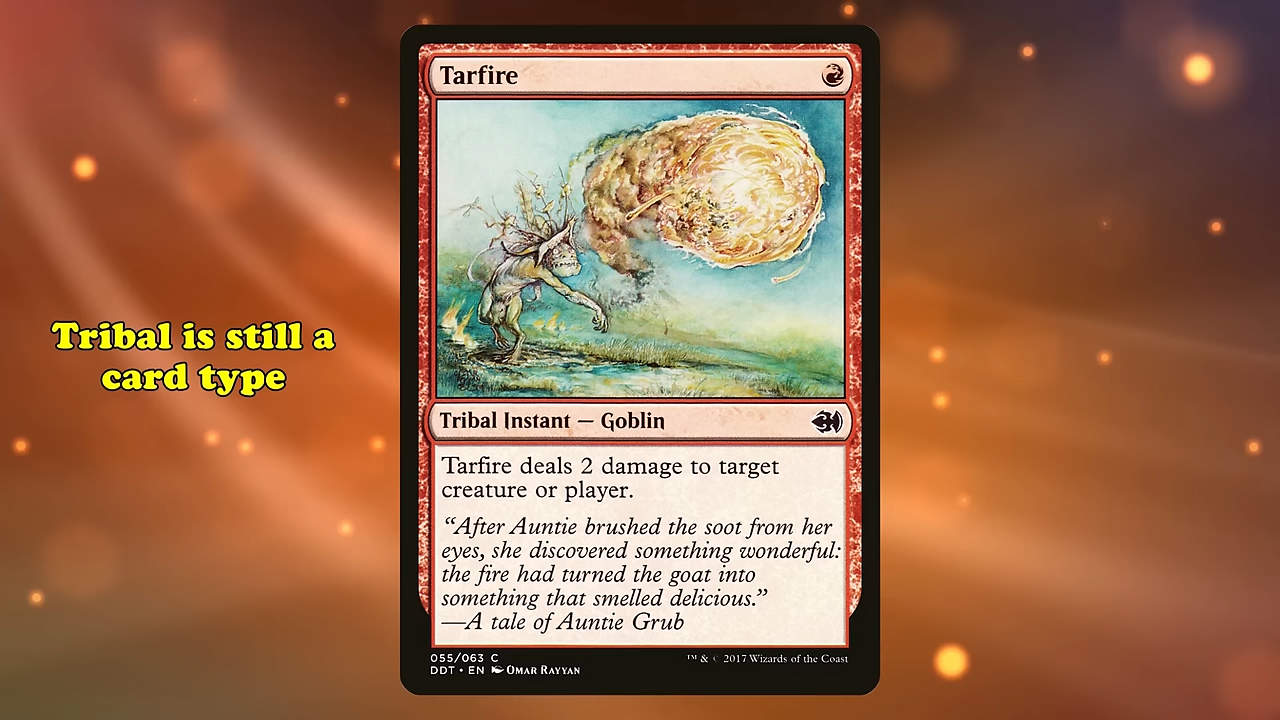 Tribal is still a
card type
Tarfire
Tribal Instant — Goblin
Tarfire deals 2 damage to target
creature or player.
“After Auntie brushed the soot from her
eyes, she discovered something wonderful:
the fire had turned the goat into
something that smelled delicious.”
—A tale of Auntie Grub
055/063 C
DDT • EN Omar Rayyan
™ & © 2017 Wizards of the Coast